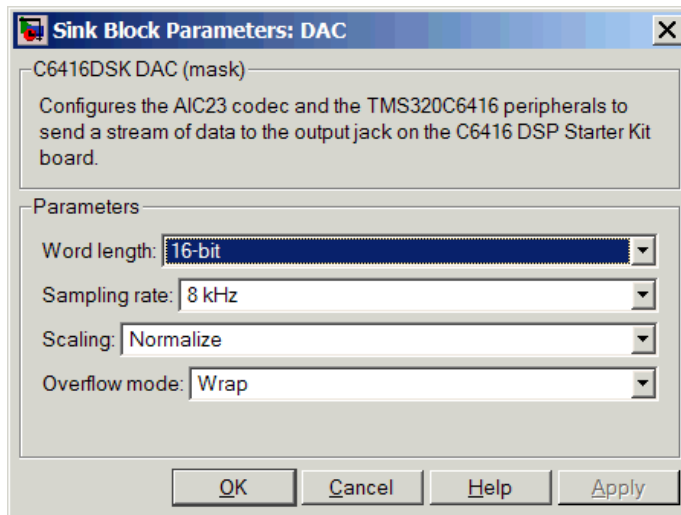 Sink Block Parameters: DAC
C6416DSK DAC (mask)
Configures the AIC23 codec and the TMS320C6416 peripherals to
send a stream of data to the output jack on the C6416 DSP Starter Kit
board.
Parameters
Word length: 16-bit
Sampling rate: 8 kHz
Scaling: Normalize
Overflow mode: Wrap
OK Cancel Help Apply